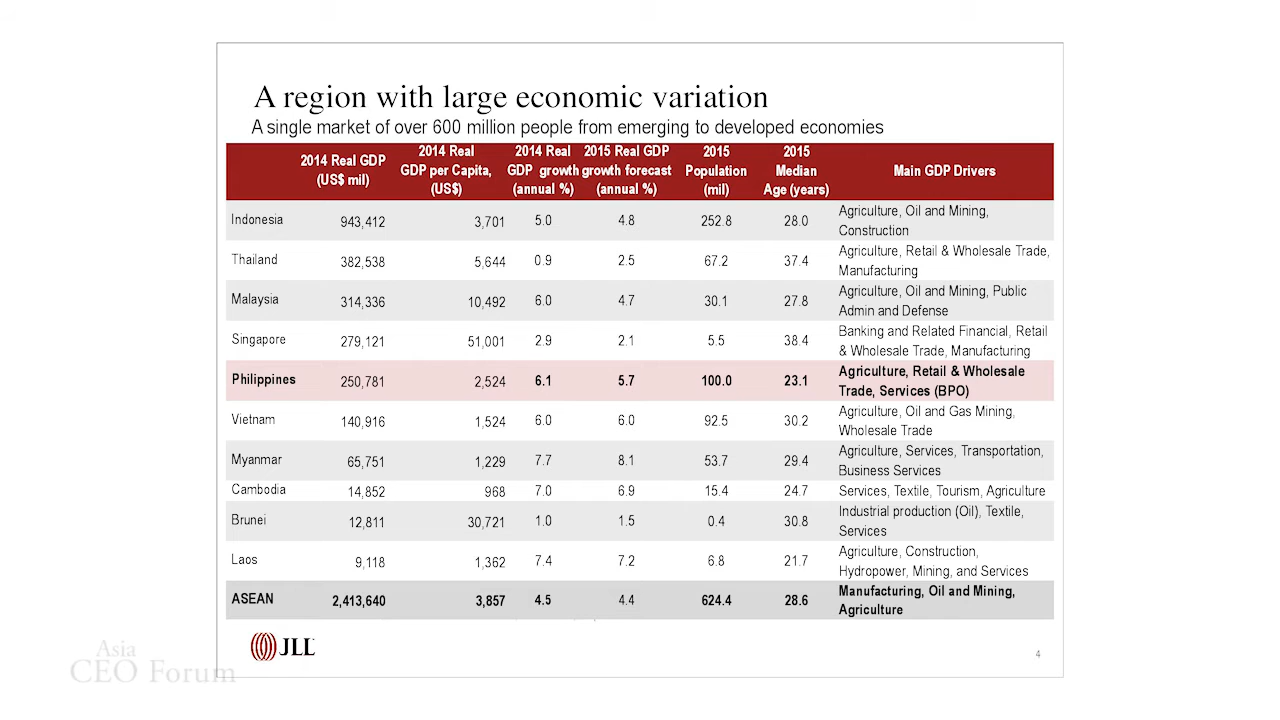 A region with large economic variation
A single market of over 600 million people from emerging to developed economies
2014 Real GDP (US$ mil) 2014 Real GDP per Capita, (US$) 2014 Real GDP growth (annual %) 2015 Real GDP growth forecast (annual %) 2015 Population (mil) 2015 Median Age (years) Main GDP Drivers
Indonesia 943,412 3,701 5.0 4.8 252.8 28.0 Agriculture, Oil and Mining, Construction
Thailand 382,538 5,644 0.9 2.5 67.2 37.4 Agriculture, Retail & Wholesale Trade, Manufacturing
Malaysia 314,336 10,492 6.0 4.7 30.1 27.8 Agriculture, Oil and Mining, Public Admin and Defense
Singapore 279,121 51,001 2.9 2.1 5.5 38.4 Banking and Related Financial, Retail & Wholesale Trade, Manufacturing
Philippines 250,781 2,524 6.1 5.7 100.0 23.1 Agriculture, Retail & Wholesale Trade, Services (BPO)
Vietnam 140,916 1,524 6.0 6.0 92.5 30.2 Agriculture, Oil and Gas Mining, Wholesale Trade
Myanmar 65,751 1,229 7.7 8.1 53.7 29.4 Agriculture, Services, Transportation, Business Services
Cambodia 14,852 968 7.0 6.9 15.4 24.7 Services, Textile, Tourism, Agriculture
Brunei 12,811 30,721 1.0 1.5 0.4 30.8 Industrial production (Oil), Textile, Services
Laos 9,118 1,362 7.4 7.2 6.8 21.7 Agriculture, Construction, Hydropower, Mining, and Services
ASEAN 2,413,640 3,857 4.5 4.4 624.4 28.6 Manufacturing, Oil and Mining, Agriculture
JLL
4
Asia
CEO Forum